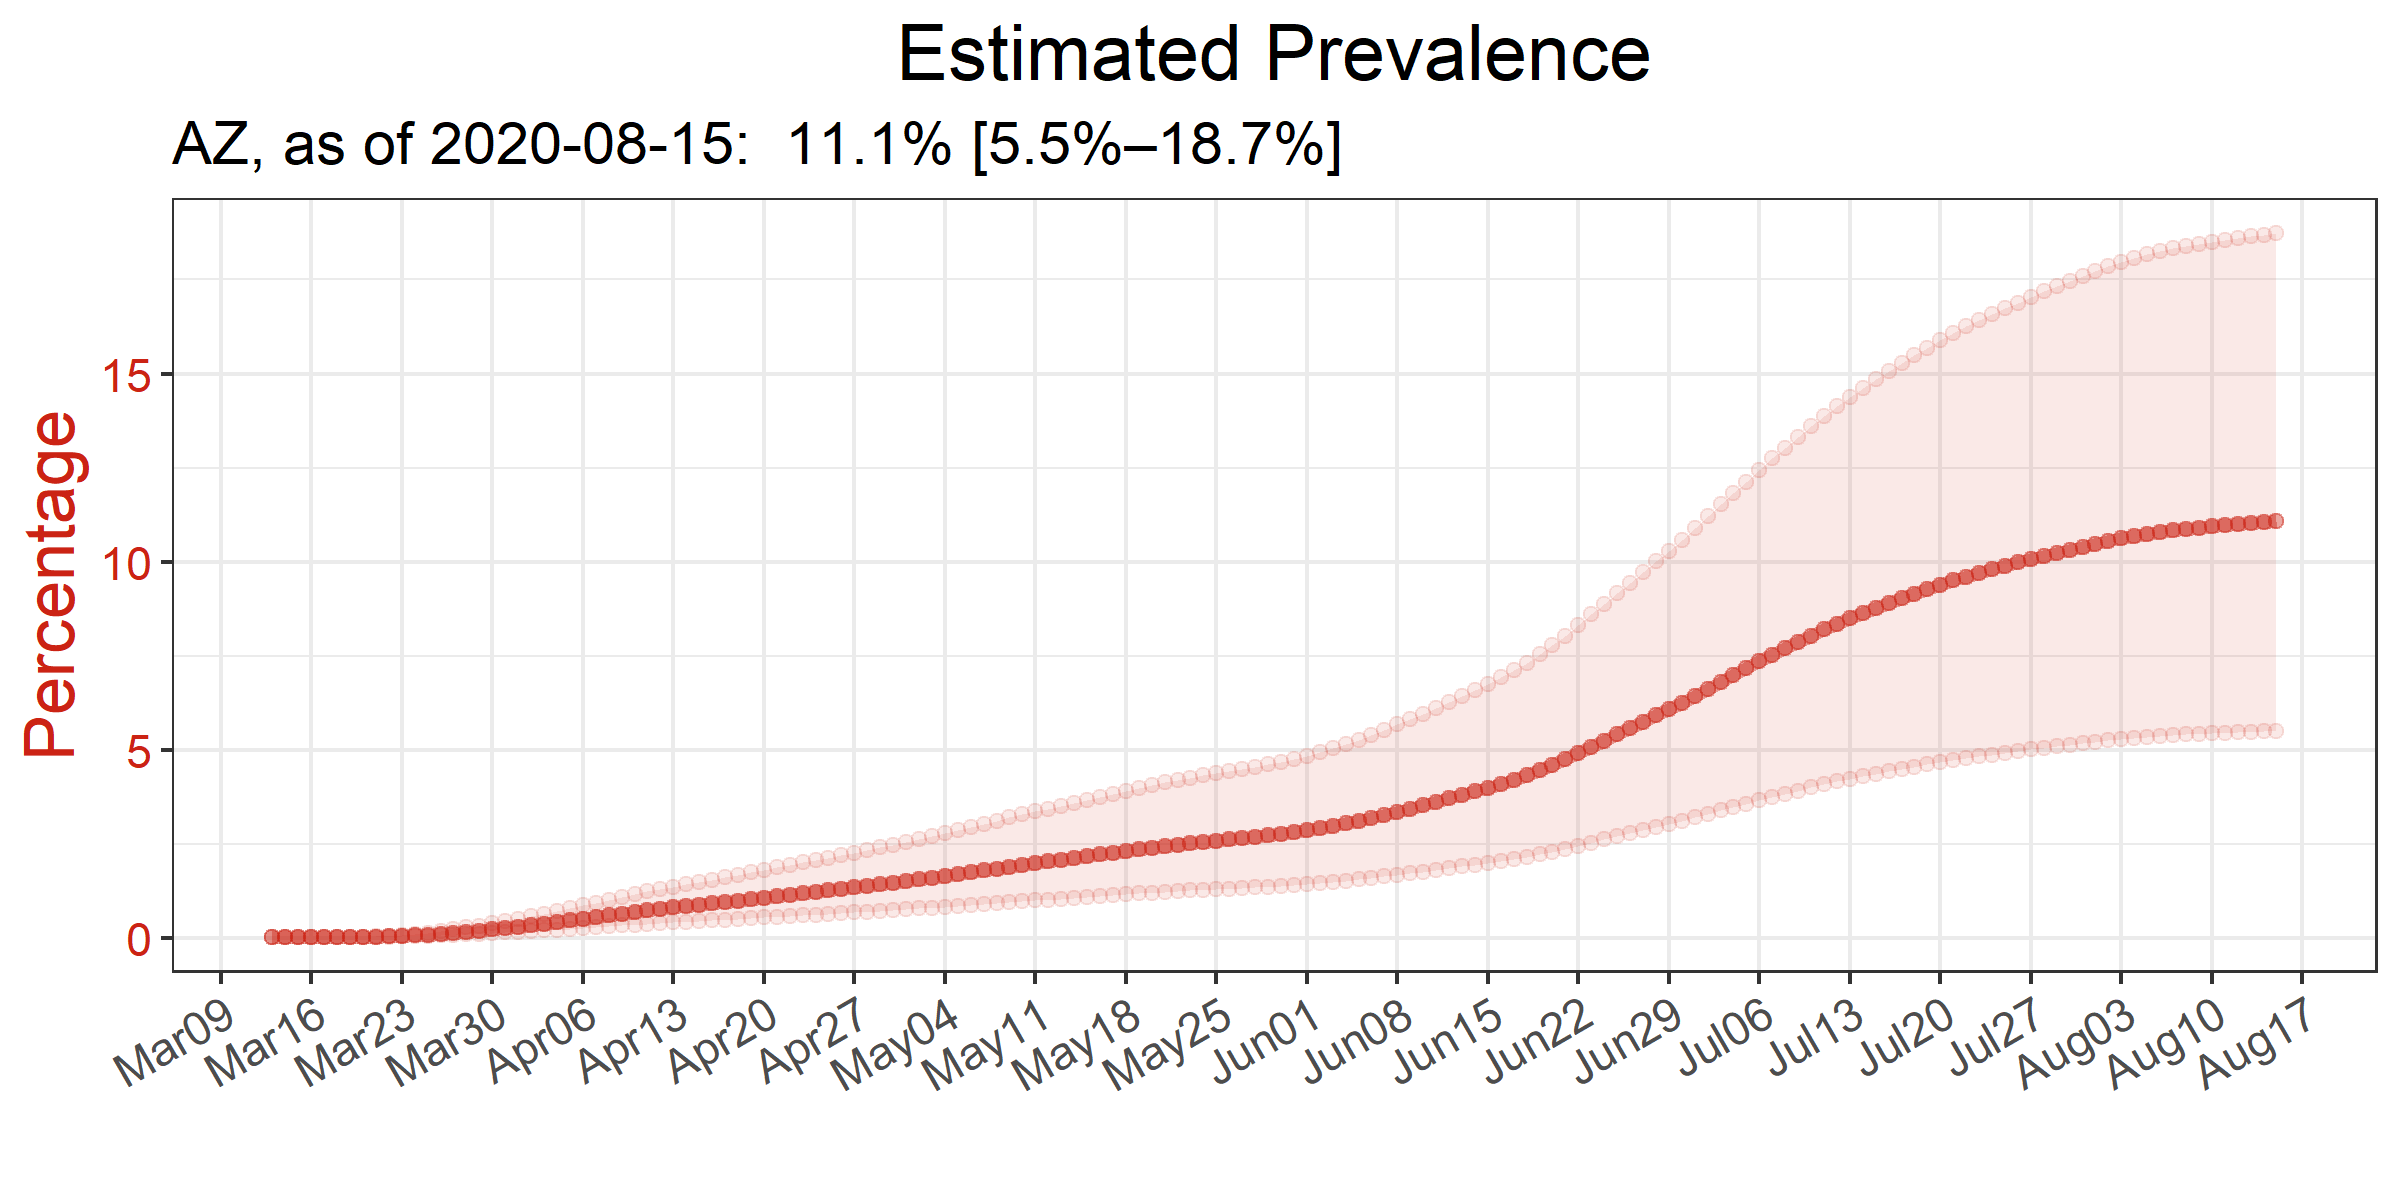 Estimated Prevalence
AZ, as of 2020-08-15:  11.1% [5.5%–18.7%]
Percentage
15
10
5
0
Mar09
Mar16
Mar23
Mar30
Apr06
Apr13
Apr20
Apr27
May04
May11
May18
May25
Jun01
Jun08
Jun15
Jun22
Jun29
Jul06
Jul13
Jul20
Jul27
Aug03
Aug10
Aug17